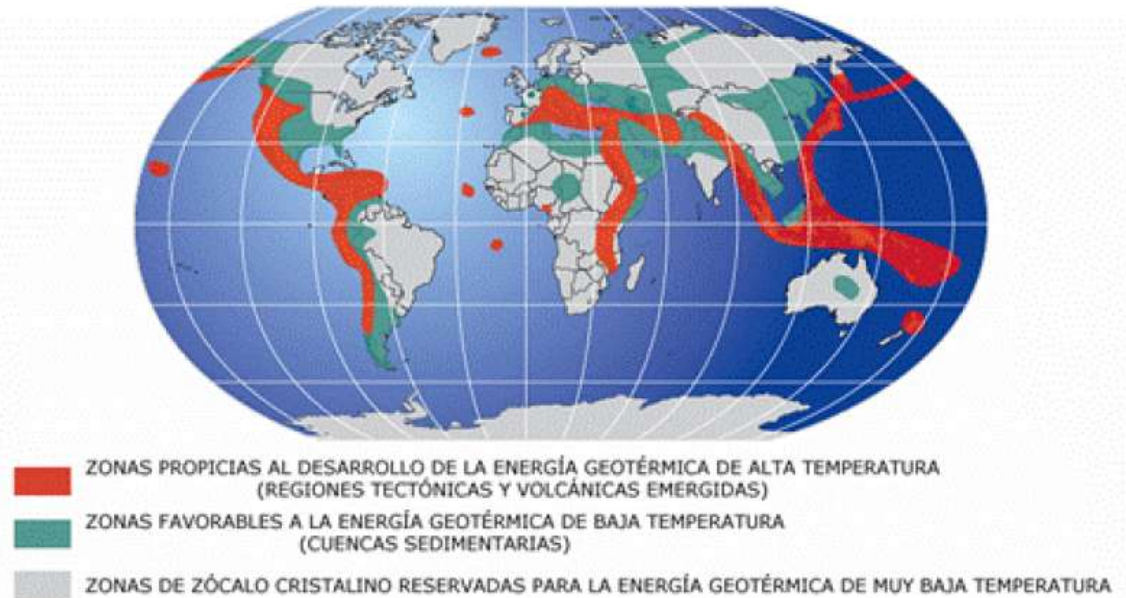 ZONAS PROPICIAS AL DESARROLLO DE LA ENERGÍA GEOTÉRMICA DE ALTA TEMPERATURA
(REGIONES TECTÓNICAS Y VOLCÁNICAS EMERGIDAS)
ZONAS FAVORABLES A LA ENERGÍA GEOTÉRMICA DE BAJA TEMPERATURA
(CUENCAS SEDIMENTARIAS)
ZONAS DE ZÓCALO CRISTALINO RESERVADAS PARA LA ENERGÍA GEOTÉRMICA DE MUY BAJA TEMPERATURA